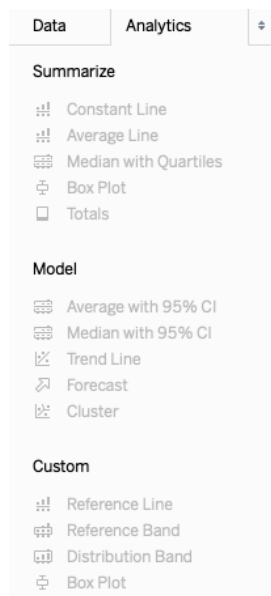 Data
Analytics
Summarize
Constant Line
Average Line
Median with Quartiles
Box Plot
Totals
Model
Average with 95% CI
Median with 95% CI
Trend Line
Forecast
Cluster
Custom
Reference Line
Reference Band
Distribution Band
Box Plot